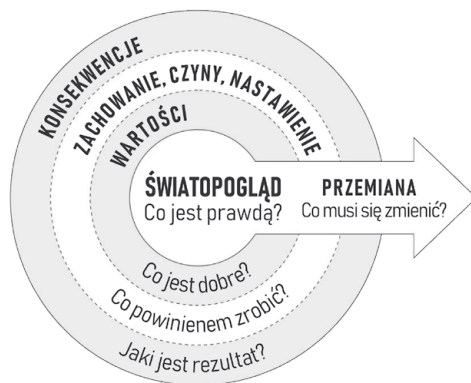 KONSEKWENCJE
ZACHOWANIE, CZYNY, NASTAWIENIE
WARTOŚCI
ŚWIATOPOGLĄD
Co jest prawdą?
PRZEMIANA
Co musi się zmienić?
Co jest dobre?
Co powinienem zrobić?
Jaki jest rezultat?